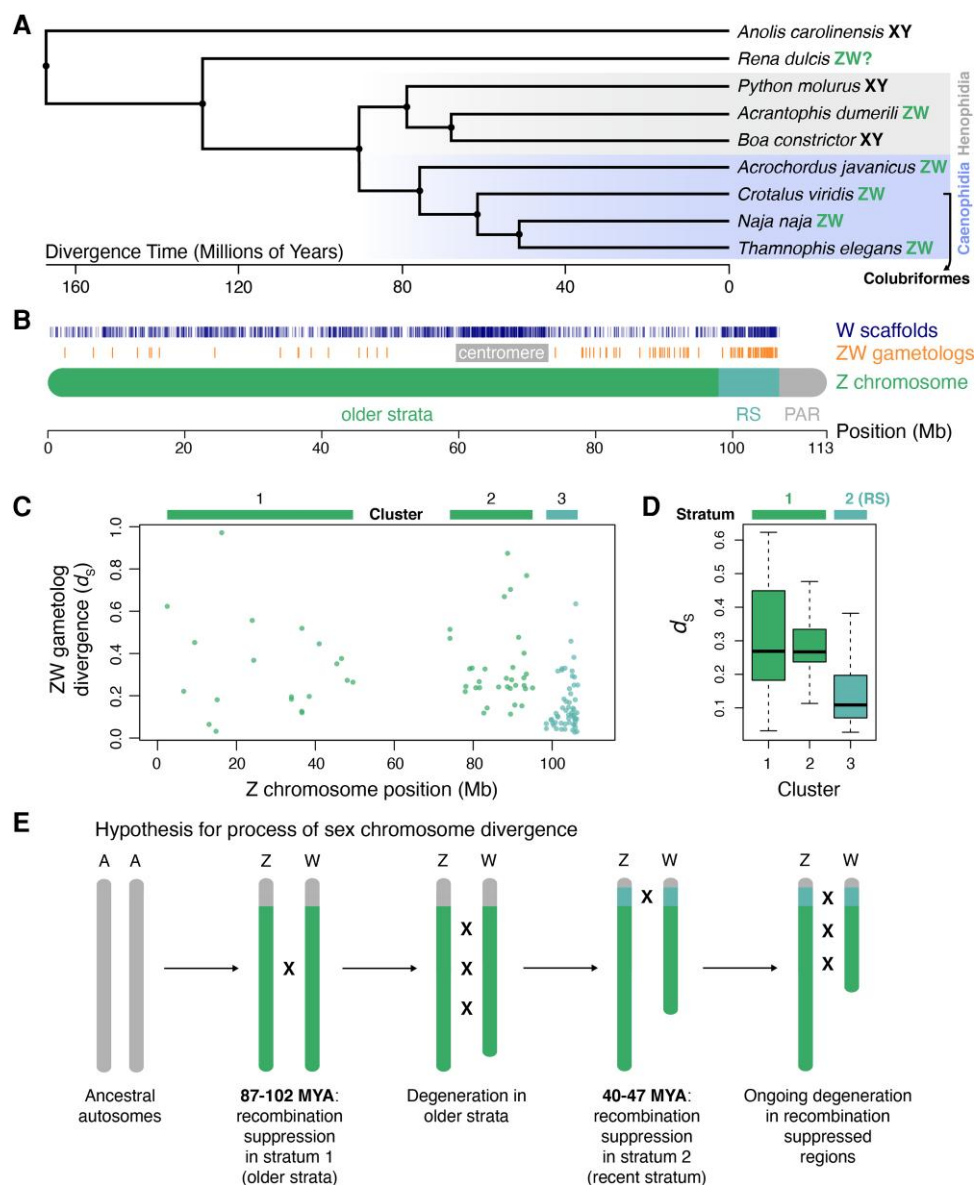 A
Anolis carolinensis XY
Rena dulcis ZW?
Python molurus XY
Acrantophis dumerili ZW
Boa constrictor XY
Henophidia
Acrochordus javanicus ZW
Crotalus viridis ZW
Naja naja ZW
Thamnophis elegans ZW
Caenophidia
Colubriformes
Divergence Time (Millions of Years)
160 120 80 40 0
B
W scaffolds
centromere
ZW gametologs
Z chromosome
older strata RS PAR
0 20 40 60 80 100 113
Position (Mb)
C
1 Cluster 2 3
ZW gametolog
divergence (ds)
1.0
0.8
0.6
0.4
0.2
0.0
0 20 40 60 80 100
Z chromosome position (Mb)
D
1 2 (RS)
Stratum
ds
0.6
0.5
0.4
0.3
0.2
0.1
1 2 3
Cluster
E
Hypothesis for process of sex chromosome divergence
A A Z W Z W Z W Z W
X X X X X X X X
Ancestral
autosomes
87-102 MYA:
recombination
suppression
in stratum 1
(older strata)
Degeneration in
older strata
40-47 MYA:
recombination
suppression
in stratum 2
(recent stratum)
Ongoing degeneration
in recombination
suppressed
regions